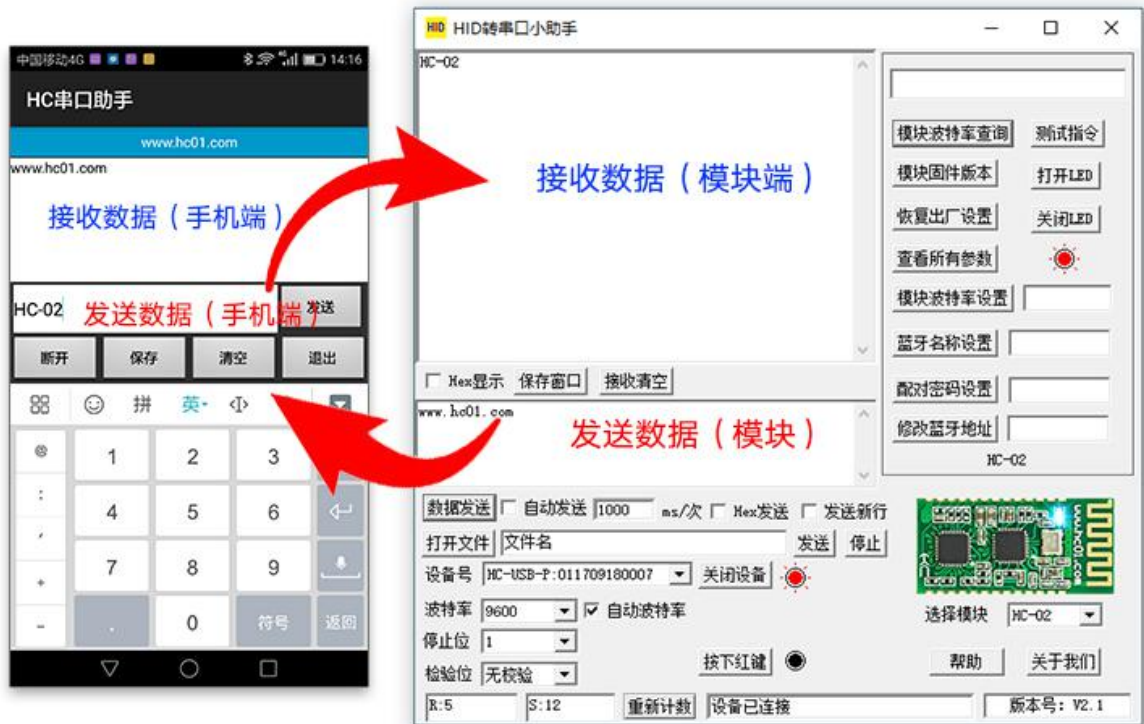 中国移动4G
14:16
HC串口助手
www.hc01.com
www.hc01.com
接收数据（手机端）
HC-02
发送数据（手机端）
发送
断开
保存
清空
退出
拼
英
@
1
2
3
:
4
5
6
7
8
9
.
0
符号
返回
HID
HID转串口小助手
HC-02
接收数据（模块端）
Hex显示
保存窗口
接收清空
www.hc01.com
发送数据（模块）
数据发送
自动发送
1000
ms/次
Hex发送
发送新行
打开文件
文件名
发送
停止
设备号
HC-USB-P:011709180007
关闭设备
波特率
9600
自动波特率
停止位
1
检验位
无校验
按下红键
R:5
S:12
重新计数
设备已连接
模块波特率查询
测试指令
模块固件版本
打开LED
恢复出厂设置
关闭LED
查看所有参数
模块波特率设置
蓝牙名称设置
配对密码设置
修改蓝牙地址
HC-02
www.hc01.com
选择模块
HC-02
帮助
关于我们
版本号: V2.1